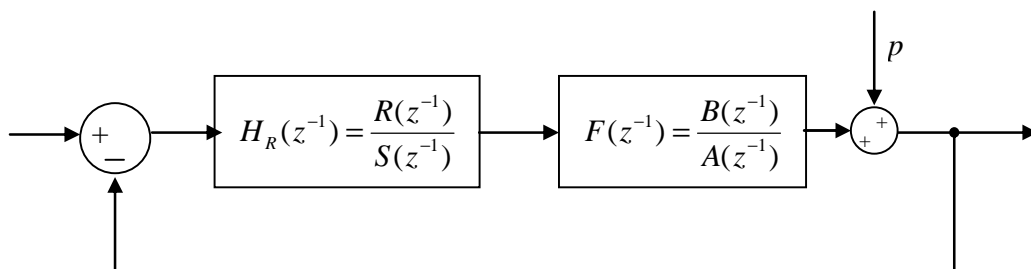 p
+
−
H_R(z^{-1}) = \frac{R(z^{-1})}{S(z^{-1})}
F(z^{-1}) = \frac{B(z^{-1})}{A(z^{-1})}
+
+